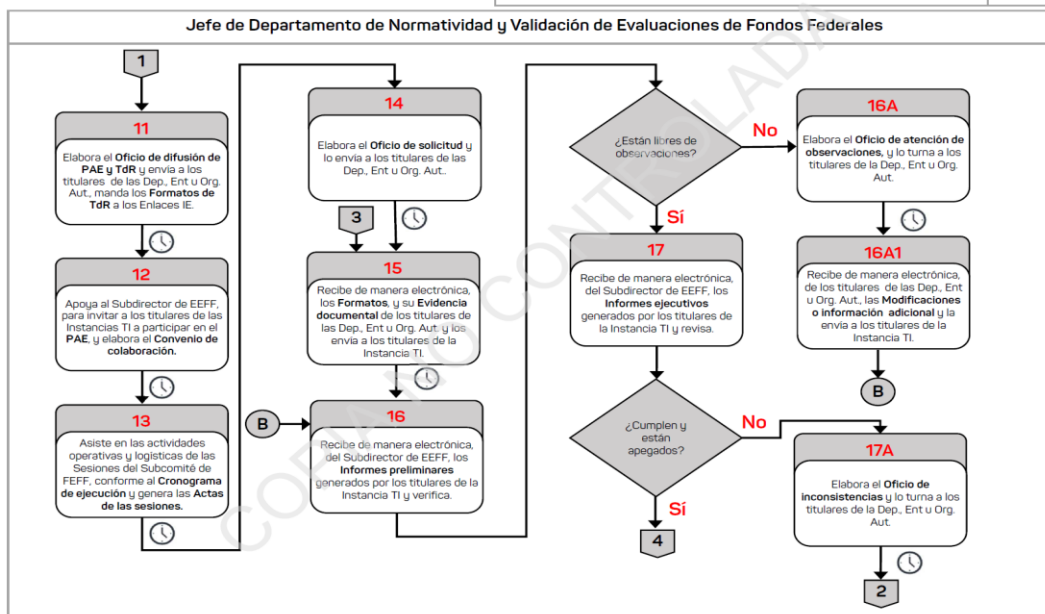 Jefe de Departamento de Normatividad y Validación de Evaluaciones de Fondos Federales
1
11
Elabora el Oficio de difusión de
PAE y TdR y envia a los
titulares de las Dep., Ent u Org.
Aut., manda los Formatos de
TdR a los Enlaces IE.
12
Apoya al Subdirector de EEFF,
para invitar a los titulares de las
Instancias TI a participar en el
PAE, y elabora el Convenio de
colaboración.
13
Asiste en las actividades
operativas y logísticas de las
Sesiones del Subcomité de
FEFF, conforme al Cronograma
de ejecución y genera las Actas
de las sesiones.
14
Elabora el Oficio de solicitud y
lo envía a los titulares de las
Dep., Ent u Org. Aut..
3
15
Recibe de manera electrónica,
los Formatos, y su Evidencia
documental de los titulares de
las Dep., Ent u Org. Aut. y los
envía a los titulares de la
Instancia TI.
B
16
Recibe de manera electrónica,
del Subdirector de EEFF, los
Informes preliminares
generados por los titulares de la
Instancia TI y verifica.
¿Están libres de
observaciones?
No
Sí
16A
Elabora el Oficio de atención de
observaciones, y lo turna a los
titulares de la Dep., Ent u Org.
Aut.
16A1
Recibe de manera electrónica,
de los titulares de las Dep., Ent
u Org. Aut., las Modificaciones
o información adicional y la
envía a los titulares de la
Instancia TI.
B
17
Recibe de manera electrónica,
del Subdirector de EEFF, los
Informes ejecutivos
generados por los titulares de
la Instancia TI y revisa.
¿Cumplen y
están
apegados?
No
Sí
4
17A
Elabora el Oficio de
inconsistencias y lo turna a los
titulares de la Dep., Ent u Org.
Aut.
2
COPIA NO CONTROLADA